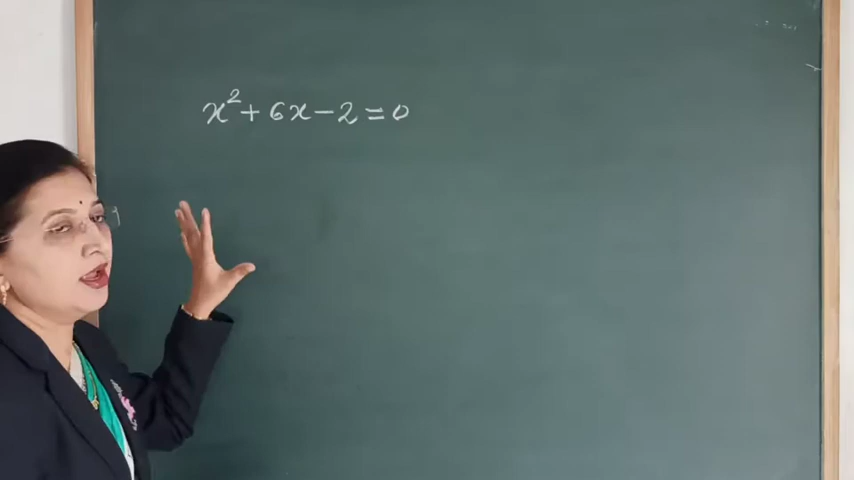 x² + 6x - 2 = 0